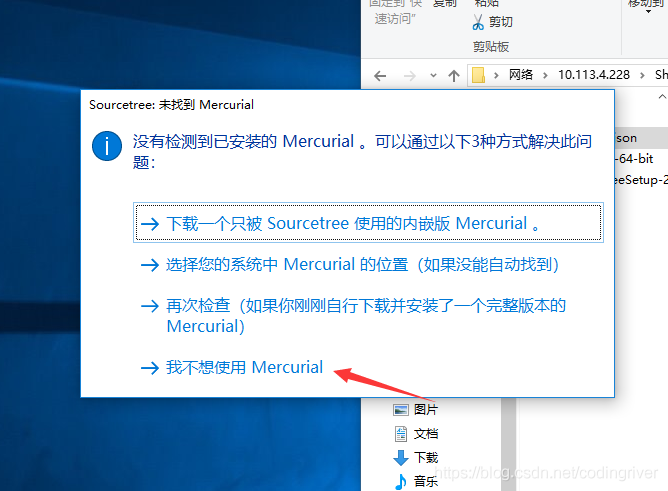 固定到"快
速访问"
复制
粘贴
剪切
剪贴板
移动到
网络
10.113.4.228
Sh
Sourcetree: 未找到 Mercurial
没有检测到已安装的 Mercurial 。可以通过以下3种方式解决此问
题：
下载一个只被 Sourcetree 使用的内嵌版 Mercurial 。
选择您的系统中 Mercurial 的位置（如果没能自动找到）
再次检查（如果你刚刚自行下载并安装了一个完整版本的
Mercurial）
我不想使用 Mercurial
son
-64-bit
eeSetup-2
图片
文档
下载
音乐
https://blog.csdn.net/codingriver